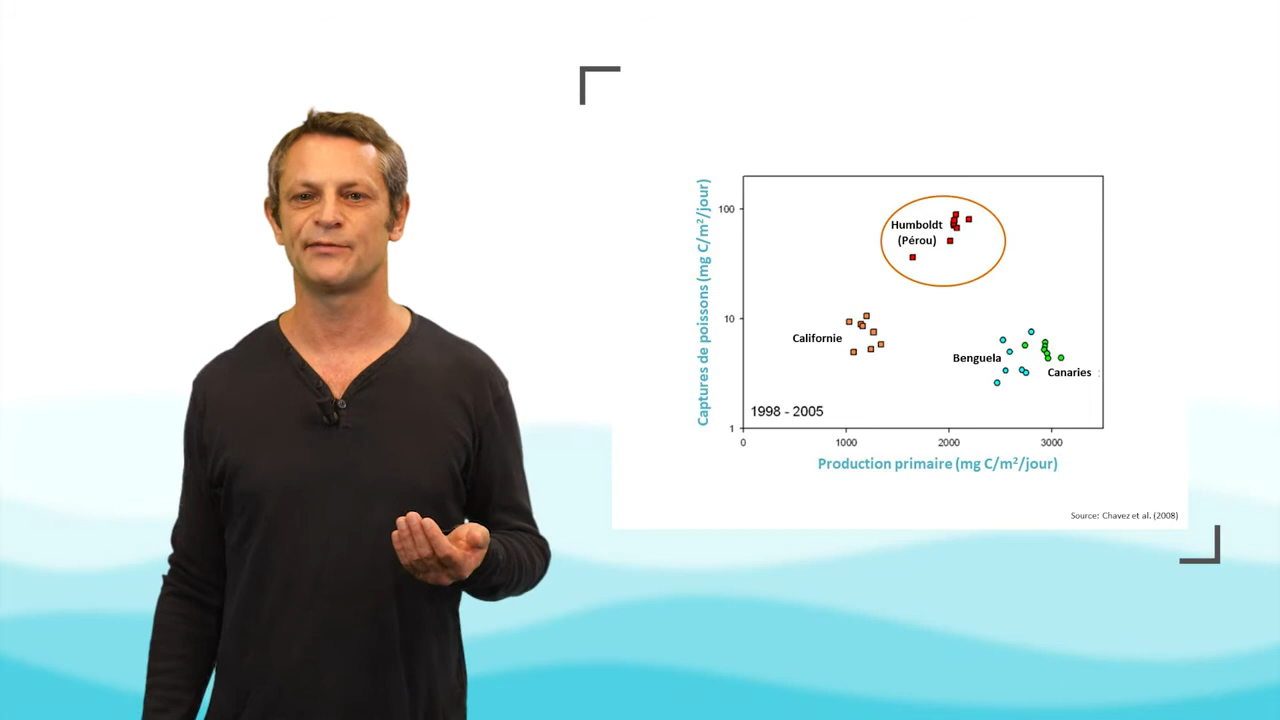 Captures de poissons (mg C/m²/jour)
100
10
1
Humboldt
(Pérou)
Californie
Benguela
Canaries
1998 - 2005
0
1000
2000
3000
Production primaire (mg C/m²/jour)
Source: Chavez et al. (2008)